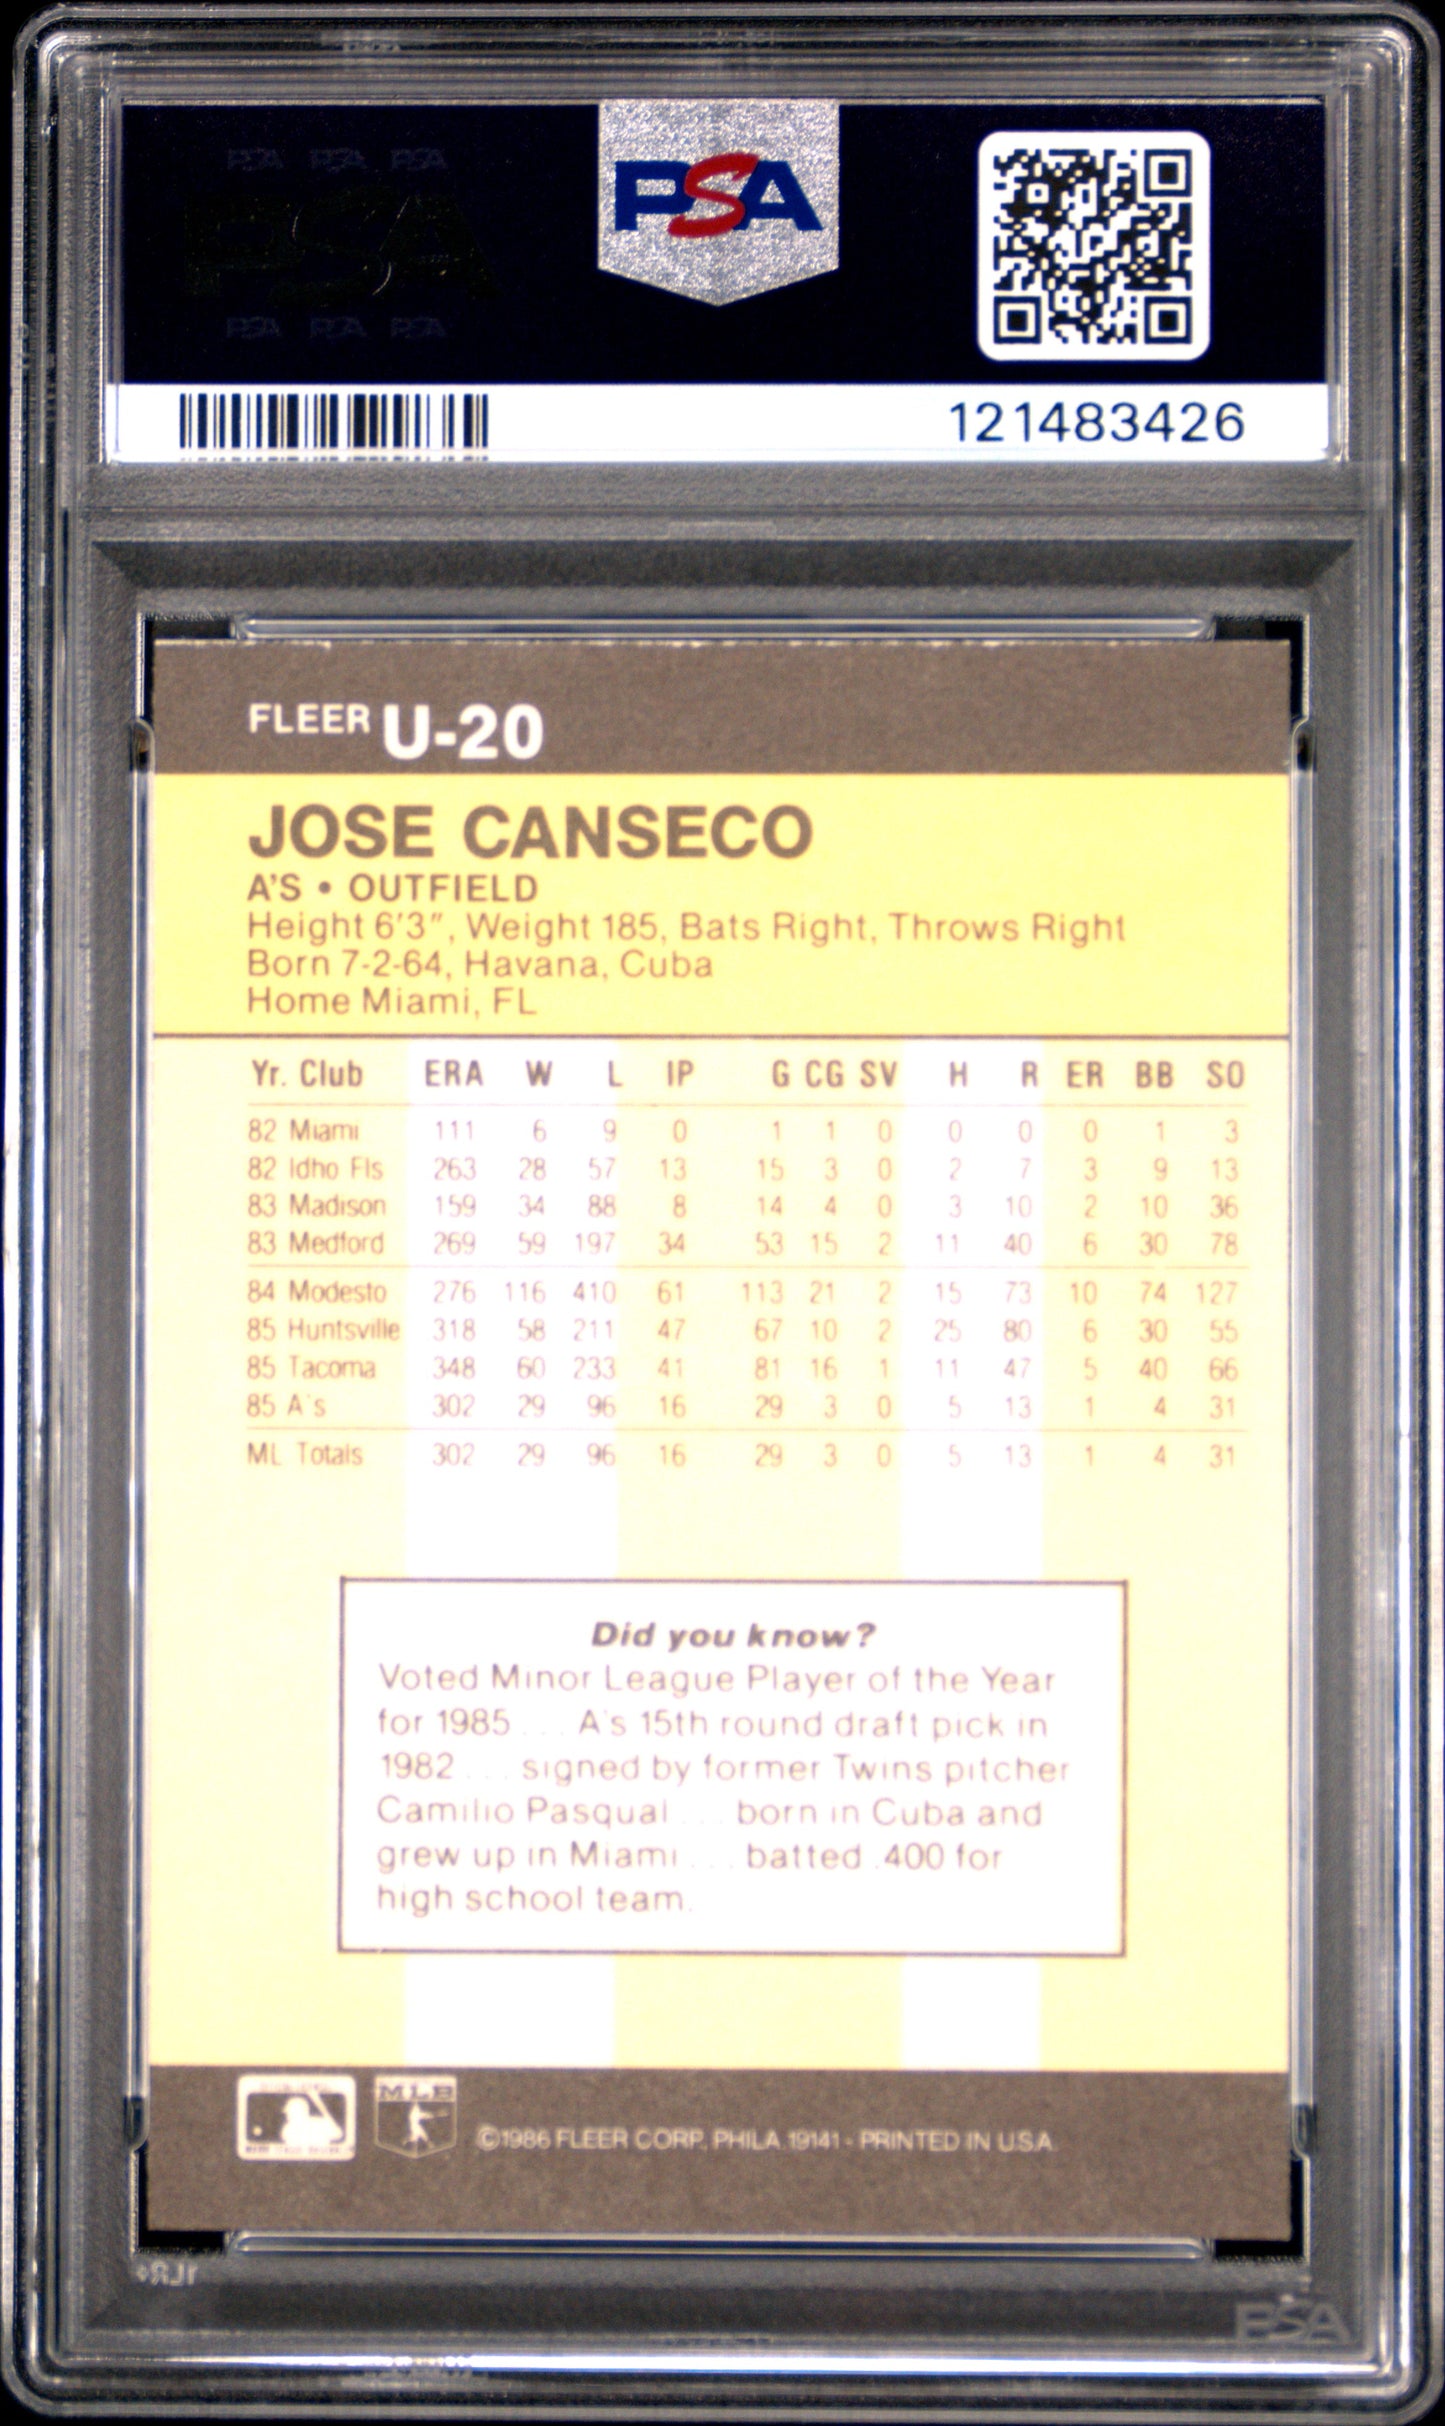 PSA PSA PSA
PSA
PSA PSA PSA
PSA
121483426
FLEER U-20
JOSE CANSECO
A'S • OUTFIELD
Height 6'3", Weight 185, Bats Right, Throws Right
Born 7-2-64, Havana, Cuba
Home Miami, FL
Yr. Club ERA W L IP G CG SV H R ER BB SO
82 Miami 111 6 9 0 1 1 0 0 0 0 1 3
82 Idho Fls 263 28 57 13 15 3 0 2 7 3 9 13
83 Madison 159 34 88 8 14 4 0 3 10 2 10 36
83 Medford 269 59 197 34 53 15 2 11 40 6 30 78
84 Modesto 276 116 410 61 113 21 2 15 73 10 74 127
85 Huntsville 318 58 211 47 67 10 2 25 80 6 30 55
85 Tacoma 348 60 233 41 81 16 1 11 47 5 40 66
85 A's 302 29 96 16 29 3 0 5 13 1 4 31
ML Totals 302 29 96 16 29 3 0 5 13 1 4 31
Did you know?
Voted Minor League Player of the Year
for 1985 . . . A's 15th round draft pick in
1982 . . . signed by former Twins pitcher
Camilio Pasqual . . . born in Cuba and
grew up in Miami . . . batted .400 for
high school team.
MLB
©1986 FLEER CORP., PHILA. 19141 - PRINTED IN U.S.A.
PSA